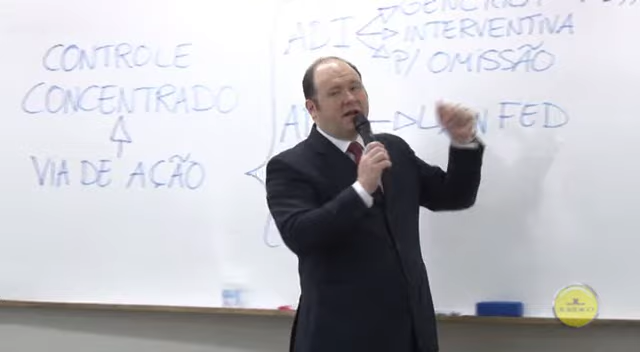 CONTROLE
CONCENTRADO
VIA DE AÇÃO
ADI
INTERVENTIVA
P/ OMISSÃO
FED